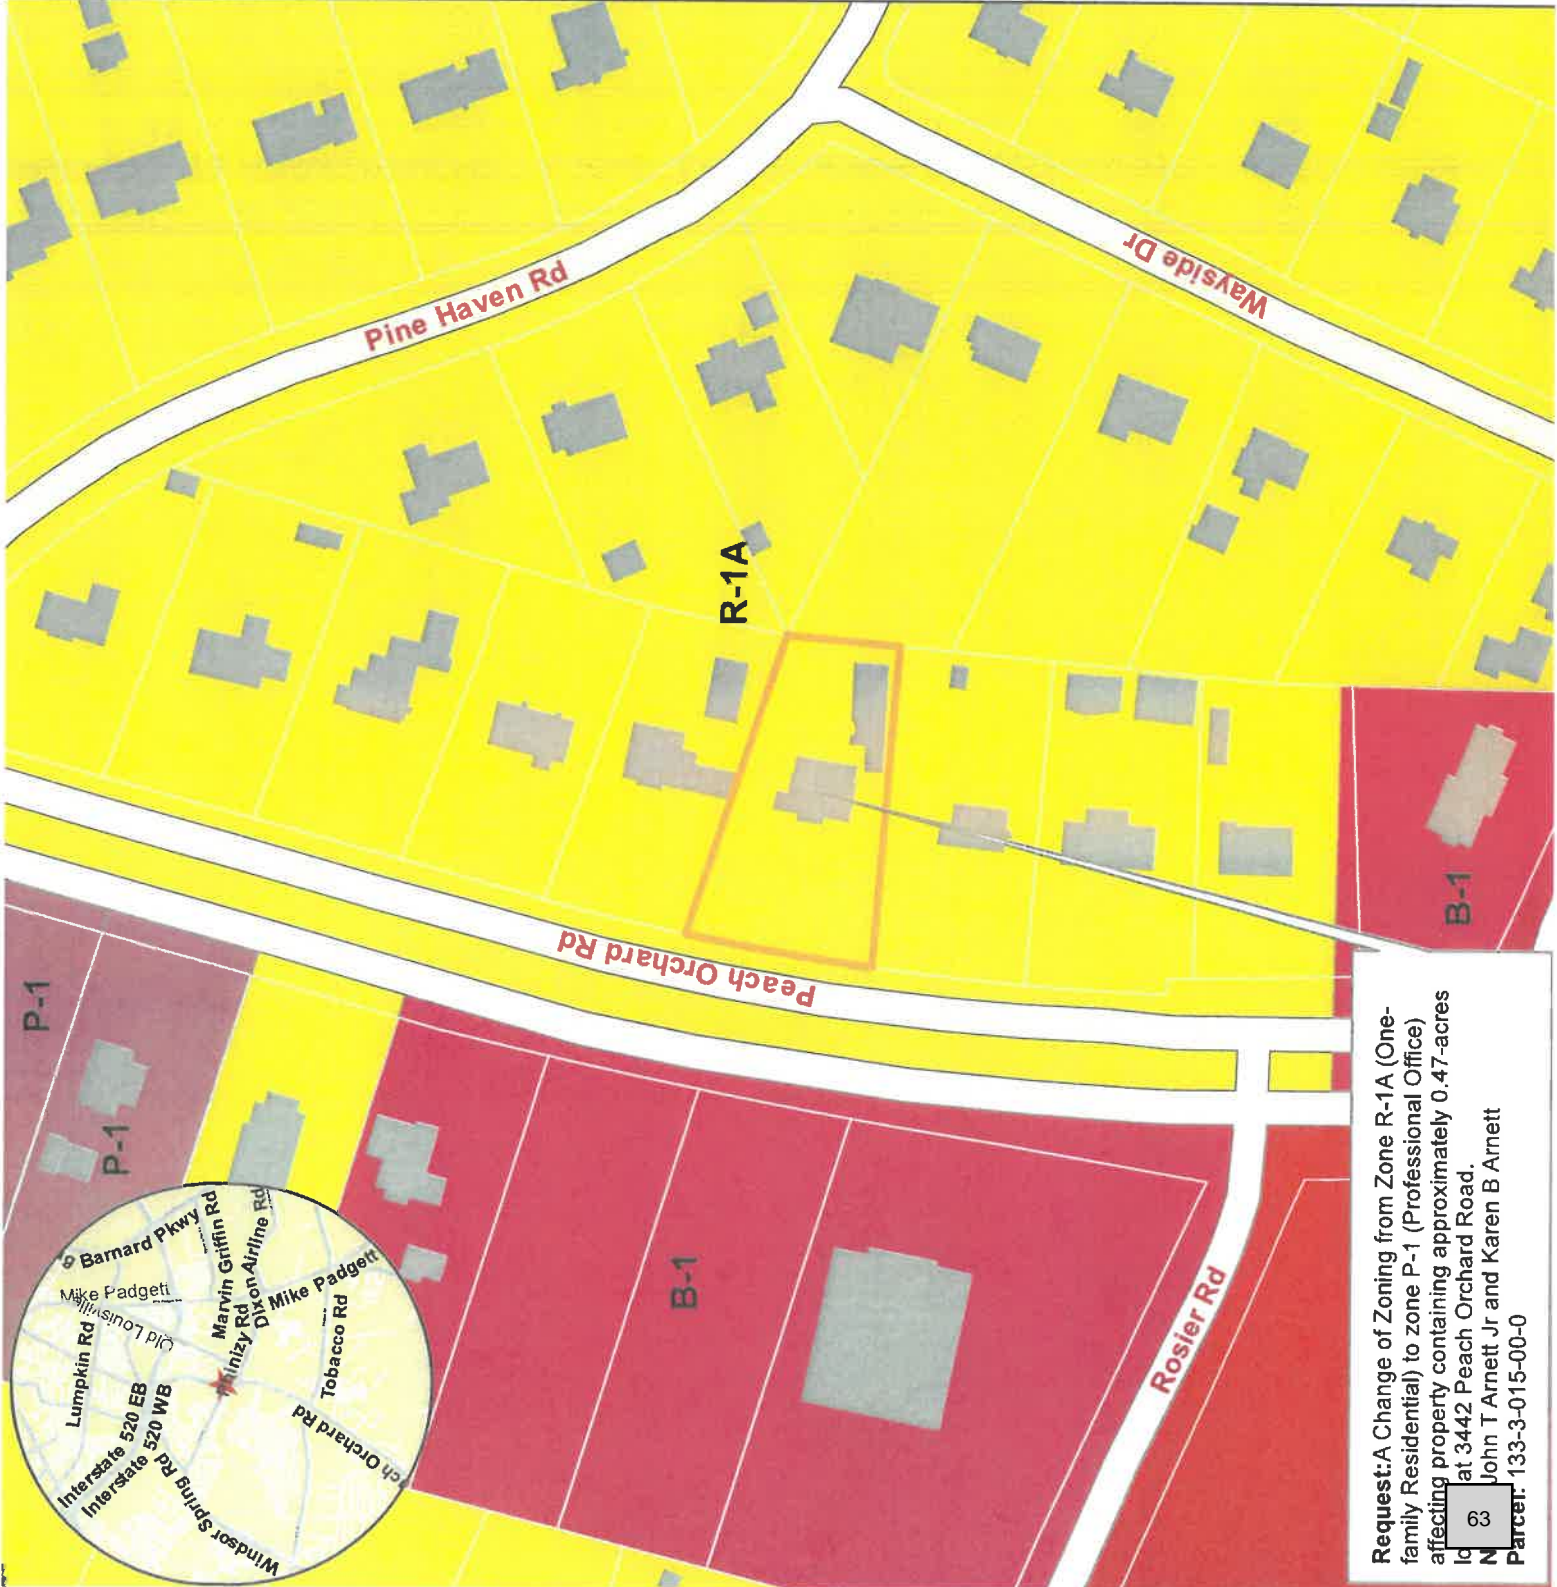 Pine Haven Rd
Wayside Dr
R-1A
Peach Orchard Rd
P-1
P-1
B-1
B-1
Rosier Rd
Barnard Pkwy
Mike Padgett
Old Louisville
Lumpkin Rd
Marvin Griffin Rd
Phinizy Rd
Dixon Airline Rd
Mike Padgett
Tobacco Rd
Interstate 520 EB
Interstate 520 WB
Windsor Spring Rd
ch Orchard Rd
Request:A Change of Zoning from Zone R-1A (One-
family Residential) to zone P-1 (Professional Office)
affecting property containing approximately 0.47-acres
lo at 3442 Peach Orchard Road.
N John T Arnett Jr and Karen B Arnett
Parcel: 133-3-015-00-0
63